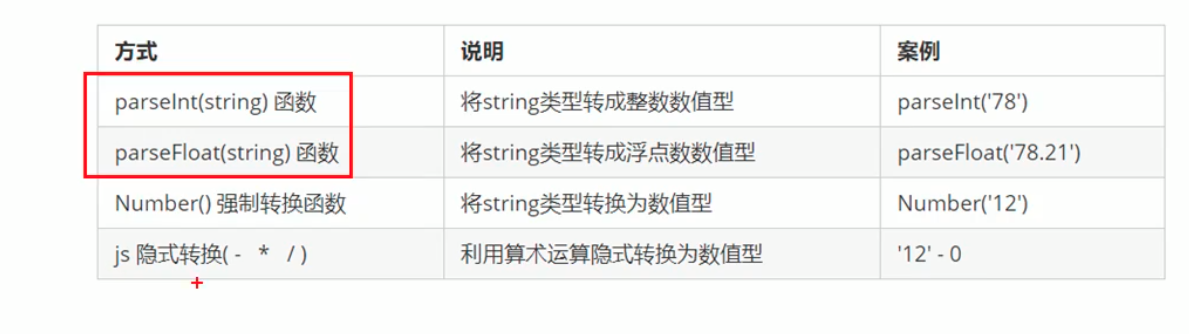 方式 说明 案例
parseInt(string) 函数 将string类型转成整数数值型 parseInt('78')
parseFloat(string) 函数 将string类型转成浮点数数值型 parseFloat('78.21')
Number() 强制转换函数 将string类型转换为数值型 Number('12')
js 隐式转换( - * / ) 利用算术运算隐式转换为数值型 '12' - 0